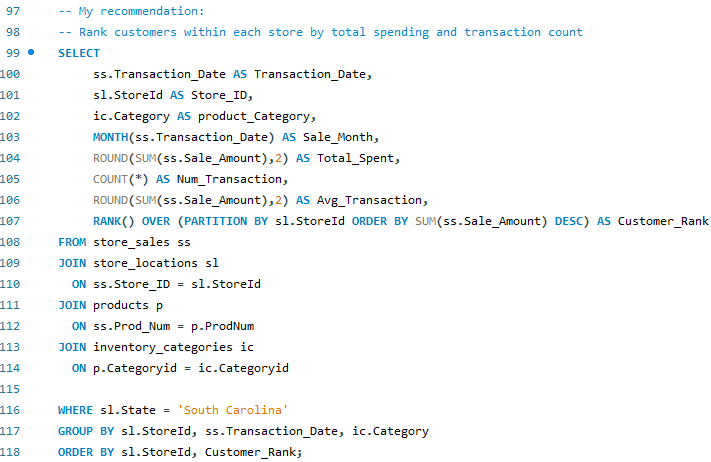 97 -- My recommendation:
98 -- Rank customers within each store by total spending and transaction count
99 SELECT
100 ss.Transaction_Date AS Transaction_Date,
101 sl.StoreId AS Store_ID,
102 ic.Category AS product_Category,
103 MONTH(ss.Transaction_Date) AS Sale_Month,
104 ROUND(SUM(ss.Sale_Amount),2) AS Total_Spent,
105 COUNT(*) AS Num_Transaction,
106 ROUND(SUM(ss.Sale_Amount),2) AS Avg_Transaction,
107 RANK() OVER (PARTITION BY sl.StoreId ORDER BY SUM(ss.Sale_Amount) DESC) AS Customer_Rank
108 FROM store_sales ss
109 JOIN store_locations sl
110 ON ss.Store_ID = sl.StoreId
111 JOIN products p
112 ON ss.Prod_Num = p.ProdNum
113 JOIN inventory_categories ic
114 ON p.Categoryid = ic.Categoryid
115
116 WHERE sl.State = 'South Carolina'
117 GROUP BY sl.StoreId, ss.Transaction_Date, ic.Category
118 ORDER BY sl.StoreId, Customer_Rank;